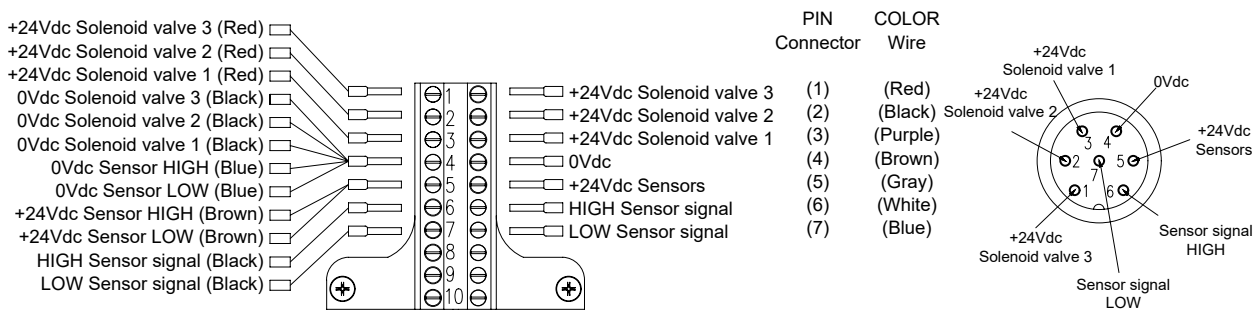 +24Vdc Solenoid valve 3 (Red)
+24Vdc Solenoid valve 2 (Red)
+24Vdc Solenoid valve 1 (Red)
0Vdc Solenoid valve 3 (Black)
0Vdc Solenoid valve 2 (Black)
0Vdc Solenoid valve 1 (Black)
0Vdc Sensor HIGH (Blue)
0Vdc Sensor LOW (Blue)
+24Vdc Sensor HIGH (Brown)
+24Vdc Sensor LOW (Brown)
HIGH Sensor signal (Black)
LOW Sensor signal (Black)
1
2
3
4
5
6
7
8
9
10
PIN COLOR
Connector Wire
+24Vdc Solenoid valve 3 (1) (Red)
+24Vdc Solenoid valve 2 (2) (Black)
+24Vdc Solenoid valve 1 (3) (Purple)
0Vdc (4) (Brown)
+24Vdc Sensors (5) (Gray)
HIGH Sensor signal (6) (White)
LOW Sensor signal (7) (Blue)
+24Vdc
Solenoid valve 1
0Vdc
+24Vdc
Solenoid valve 2
+24Vdc
Sensors
3 4
2 5
7
1 6
+24Vdc
Solenoid valve 3
Sensor signal
HIGH
Sensor signal
LOW